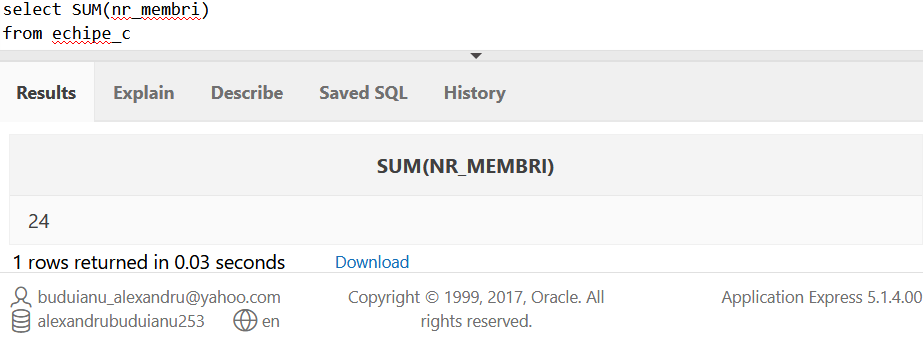 select SUM(nr_membri)
from echipe_c
Results Explain Describe Saved SQL History
SUM(NR_MEMBRI)
24
1 rows returned in 0.03 seconds Download
buduianu_alexandru@yahoo.com Copyright © 1999, 2017, Oracle. All Application Express 5.1.4.00
alexandrubuduianu253 en rights reserved.